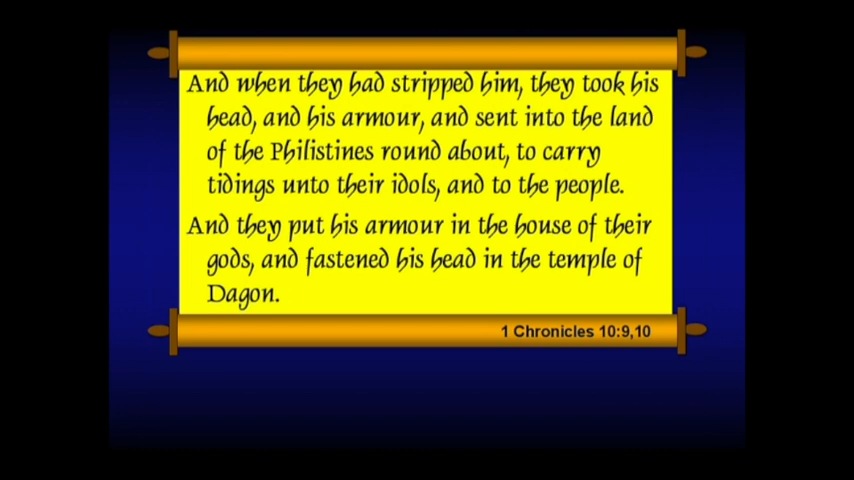 And when they had stripped him, they took his
head, and his armour, and sent into the land
of the Philistines round about, to carry
tidings unto their idols, and to the people.
And they put his armour in the house of their
gods, and fastened his head in the temple of
Dagon.
1 Chronicles 10:9,10